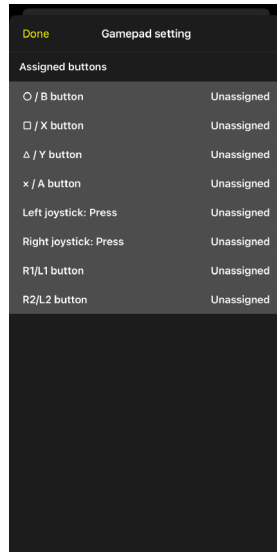 Done Gamepad setting
Assigned buttons
○ / B button Unassigned
□ / X button Unassigned
△ / Y button Unassigned
× / A button Unassigned
Left joystick: Press Unassigned
Right joystick: Press Unassigned
R1/L1 button Unassigned
R2/L2 button Unassigned